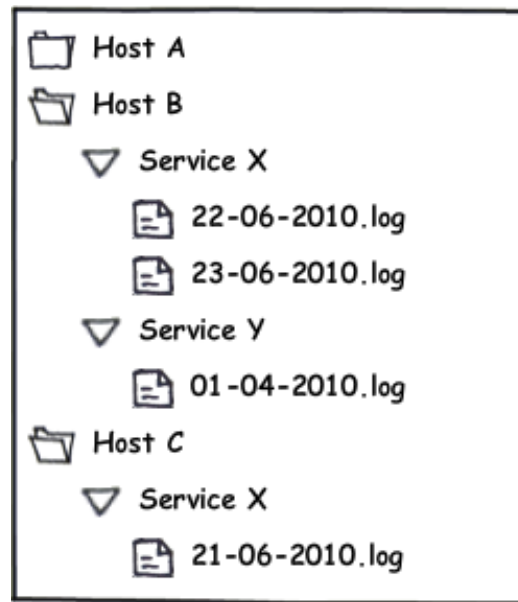 Host A
Host B
Service X
22-06-2010.log
23-06-2010.log
Service Y
01-04-2010.log
Host C
Service X
21-06-2010.log